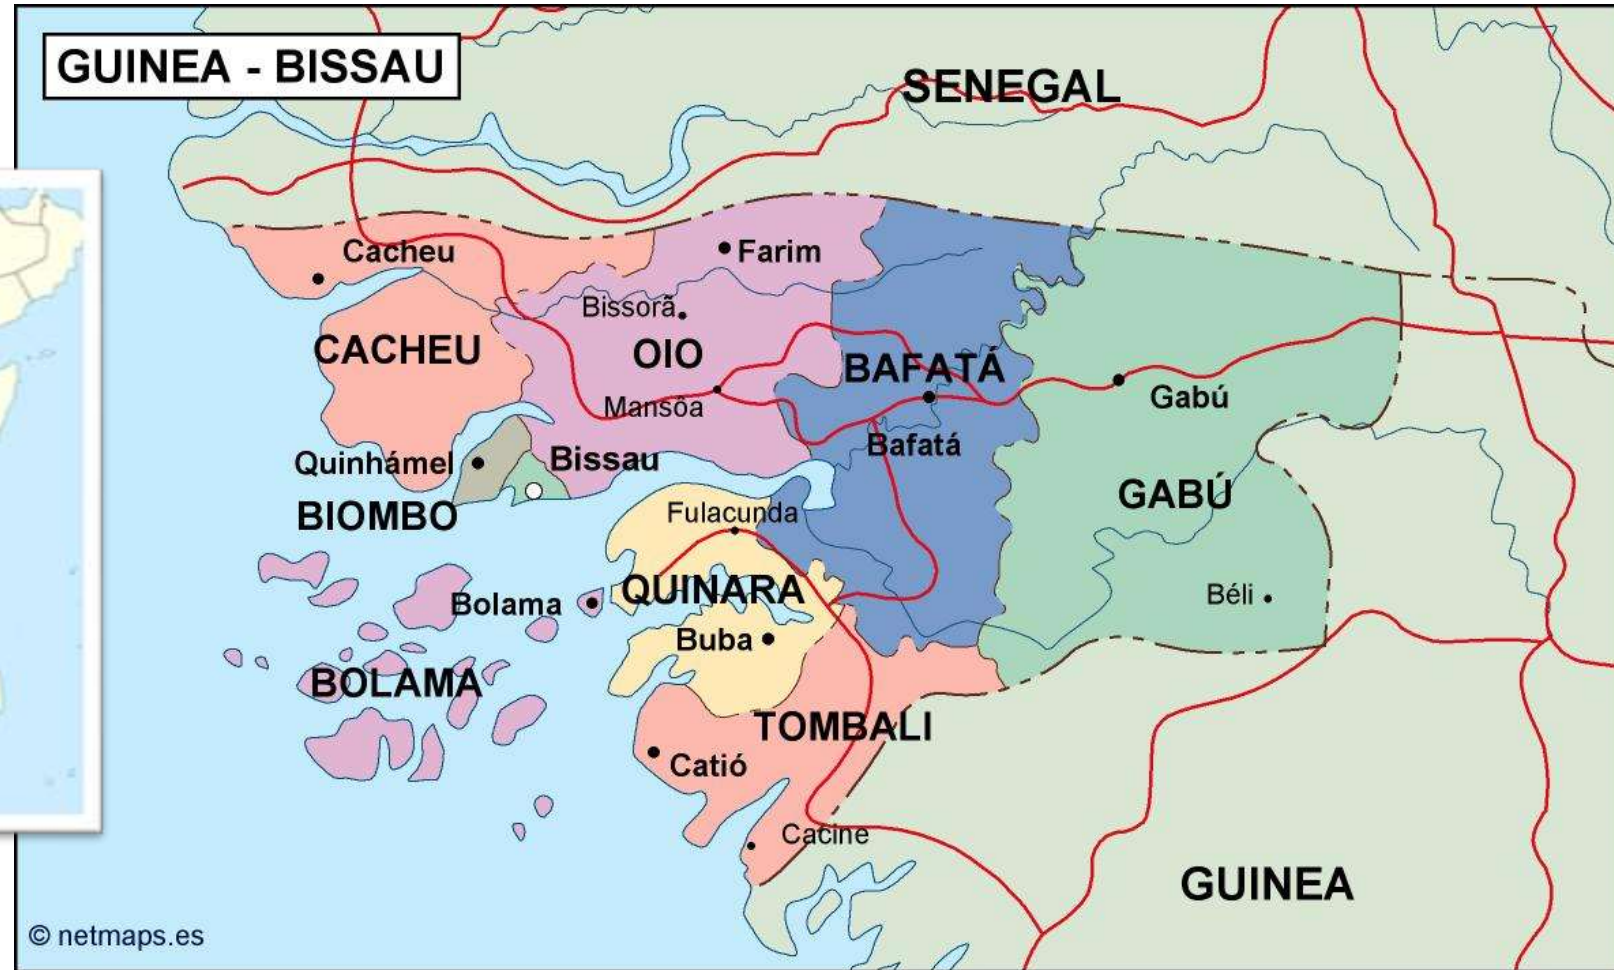 GUINEA - BISSAU
SENEGAL
Cacheu
Farim
Bissorã
CACHEU
OIO
BAFATÁ
Gabú
Mansôa
Bafatá
Quinhámel
Bissau
GABÚ
BIOMBO
Fulacunda
QUINARA
Béli
Bolama
Buba
BOLAMA
TOMBALI
Catió
Cacine
GUINEA
© netmaps.es